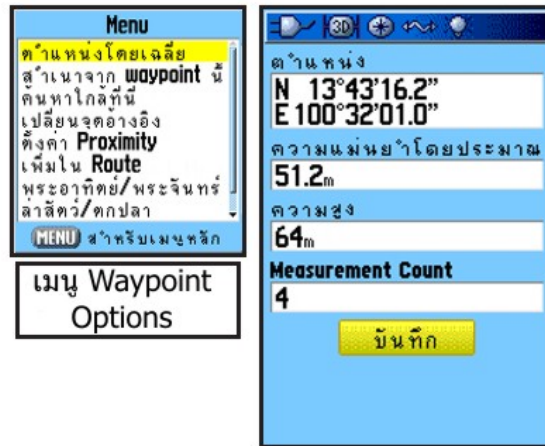 Menu
ตำแหน่งโดยเฉลี่ย
สำเนาจาก waypoint นี้
ค้นหาใกล้ที่นี่
เปลี่ยนจุดอ้างอิง
ตั้งค่า Proximity
เพิ่มใน Route
พระอาทิตย์/พระจันทร์
ล่าสัตว์/ตกปลา
MENU สำหรับเมนูหลัก
เมนู Waypoint
Options
3D
ตำแหน่ง
N 13°43'16.2"
E 100°32'01.0"
ความแม่นยำโดยประมาณ
51.2m
ความสูง
64m
Measurement Count
4
บันทึก